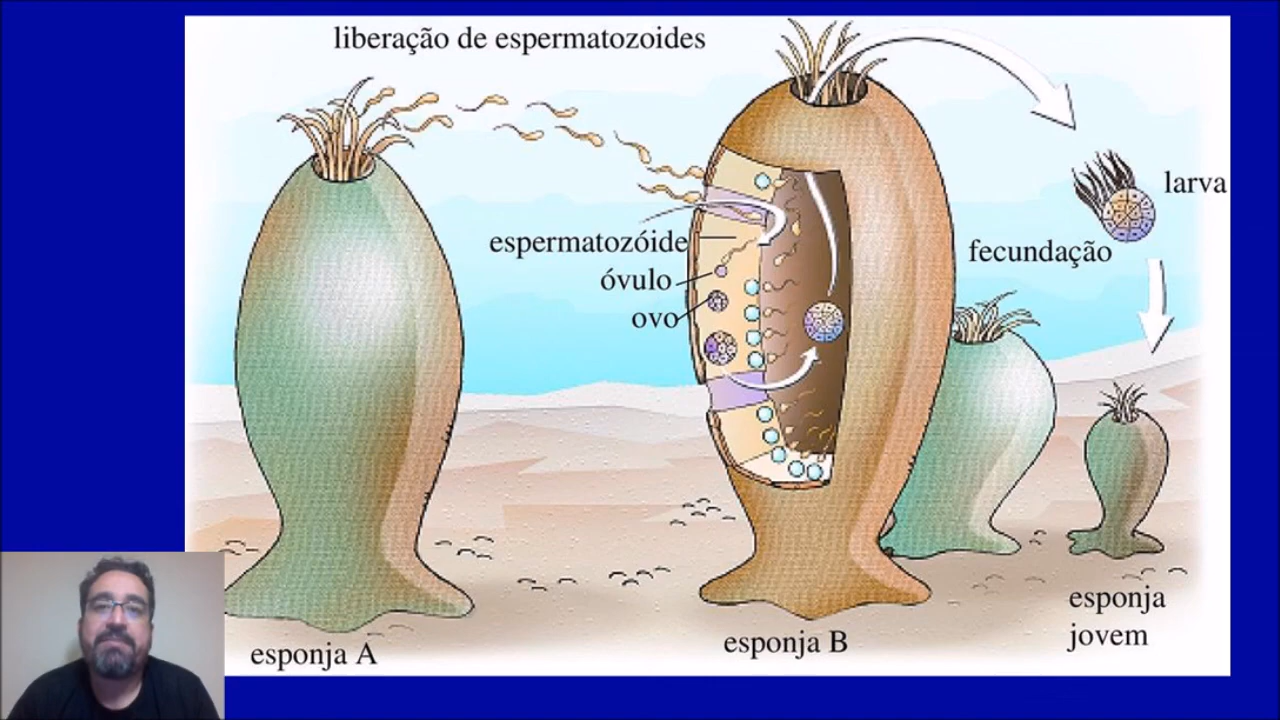 liberação de espermatozoides
larva
espermatozóide
fecundação
óvulo
ovo
esponja
jovem
esponja B
esponja A